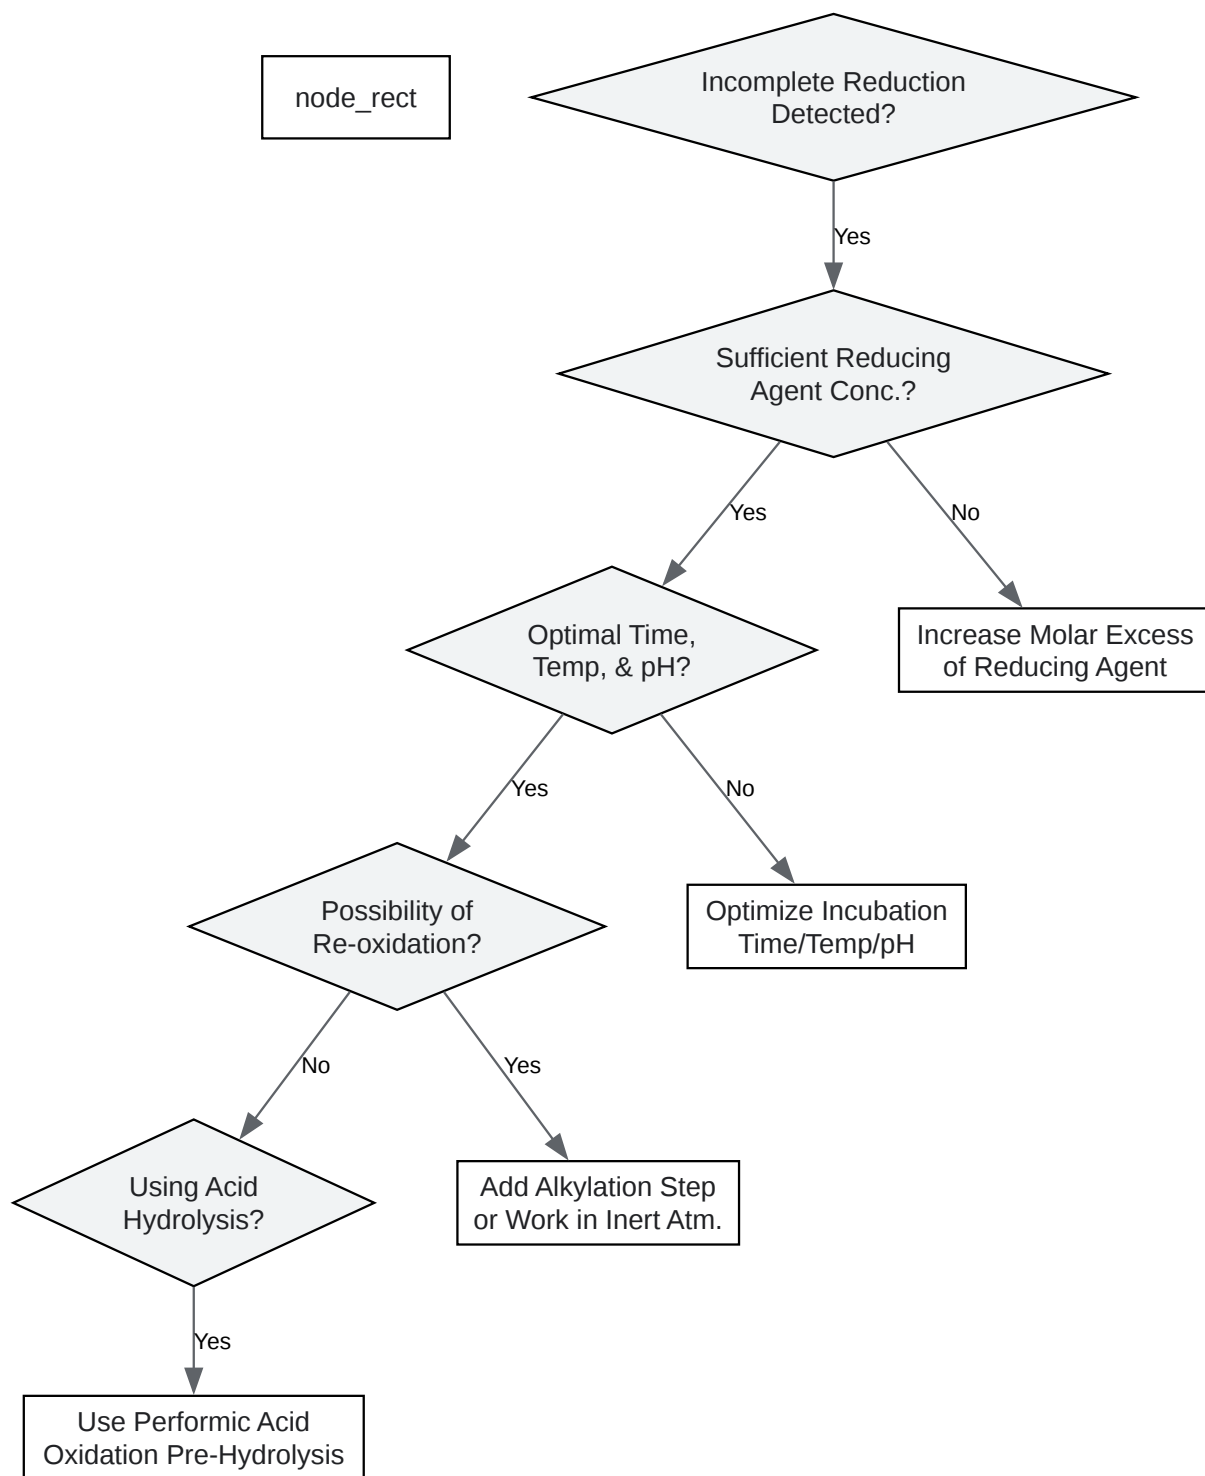 node_rect
Incomplete Reduction
Detected?
Yes
Sufficient Reducing
Agent Conc.?
Yes
No
Optimal Time,
Temp, & pH?
Increase Molar Excess
of Reducing Agent
Yes
No
Possibility of
Re-oxidation?
Optimize Incubation
Time/Temp/pH
No
Yes
Using Acid
Hydrolysis?
Add Alkylation Step
or Work in Inert Atm.
Yes
Use Performic Acid
Oxidation Pre-Hydrolysis